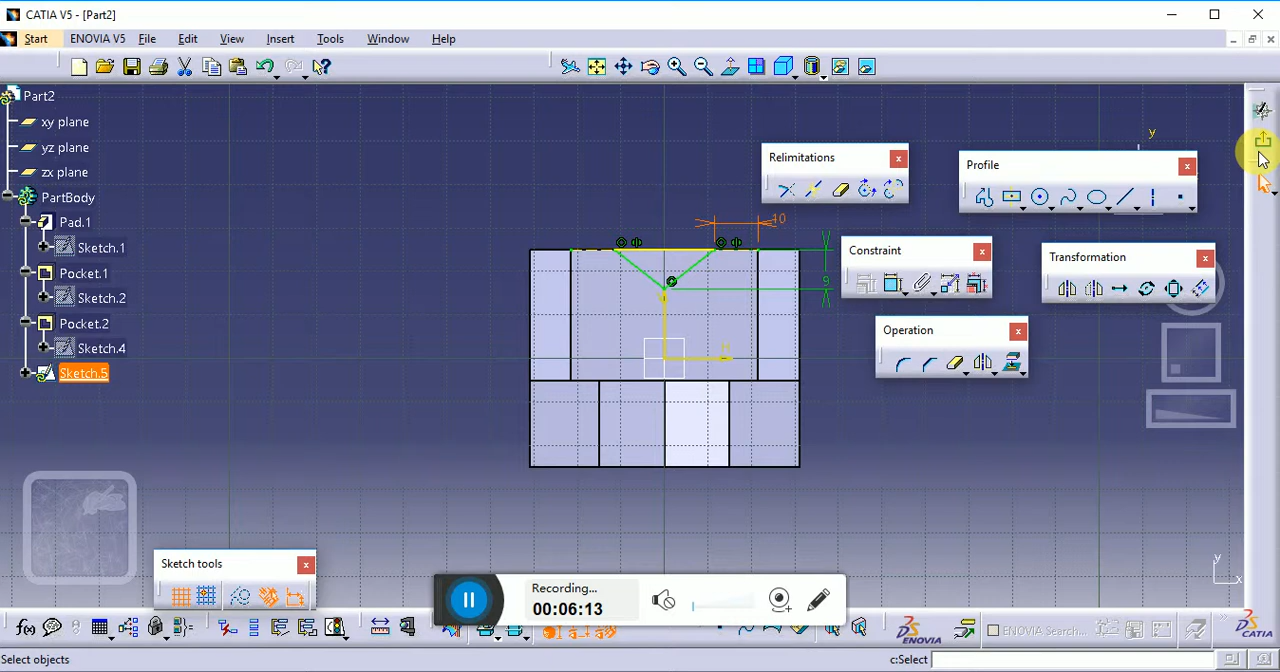 CATIA V5 - [Part2]
Start ENOVIA V5 File Edit View Insert Tools Window Help
Part2
xy plane
yz plane
zx plane
PartBody
Pad.1
Sketch.1
Pocket.1
Sketch.2
Pocket.2
Sketch.4
Sketch.5
Relimitations
Profile
Constraint
Transformation
Operation
Sketch tools
y
10
9
Recording...
00:06:13
y
x
f(x)
ENOVIA
ENOVIA Search...
CATIA
Select objects
c:Select